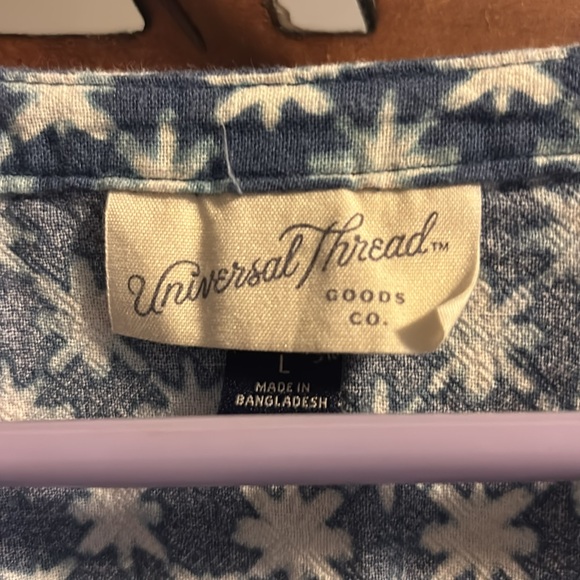 Universal Thread™
GOODS
CO.
L
MADE IN
BANGLADESH